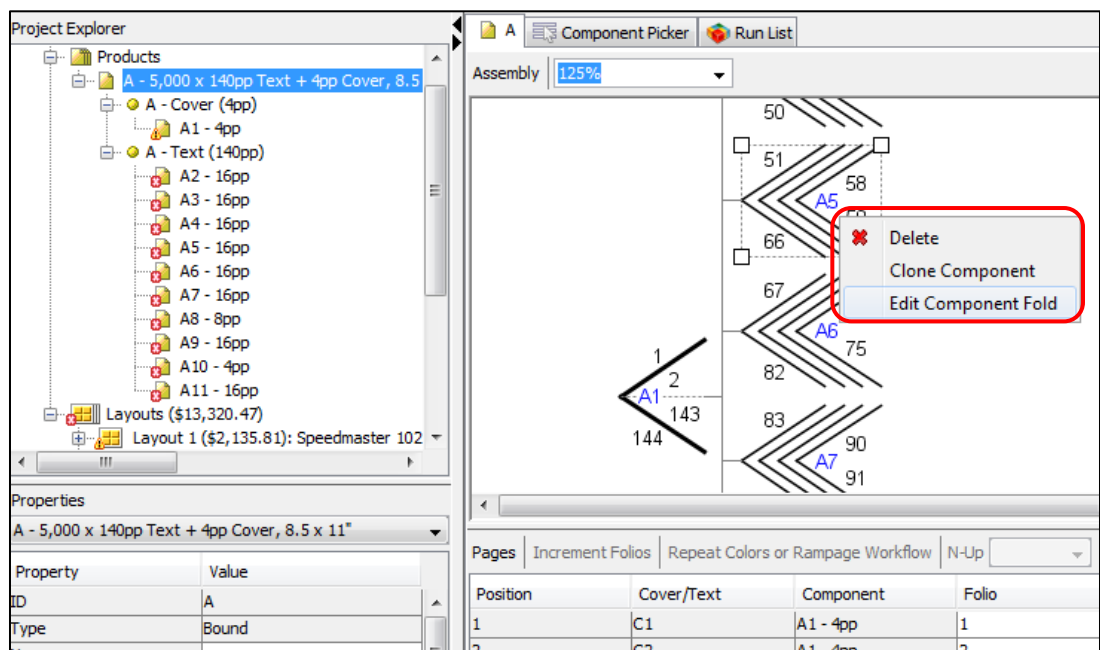 Project Explorer
Products
A - 5,000 x 140pp Text + 4pp Cover, 8.5
A - Cover (4pp)
A1 - 4pp
A - Text (140pp)
A2 - 16pp
A3 - 16pp
A4 - 16pp
A5 - 16pp
A6 - 16pp
A7 - 16pp
A8 - 8pp
A9 - 16pp
A10 - 4pp
A11 - 16pp
Layouts ($13,320.47)
Layout 1 ($2,135.81): Speedmaster 102
Properties
A - 5,000 x 140pp Text + 4pp Cover, 8.5 x 11"
Property Value
ID A
Type Bound
A Component Picker Run List
Assembly 125%
50
51
58
A5
66
Delete
Clone Component
Edit Component Fold
67
A6
75
82
1
2
A1
143
144
83
90
A7
91
Pages Increment Folios Repeat Colors or Rampage Workflow N-Up
Position Cover/Text Component Folio
1 C1 A1 - 4pp 1
2 C2 A1 - 4pp 2